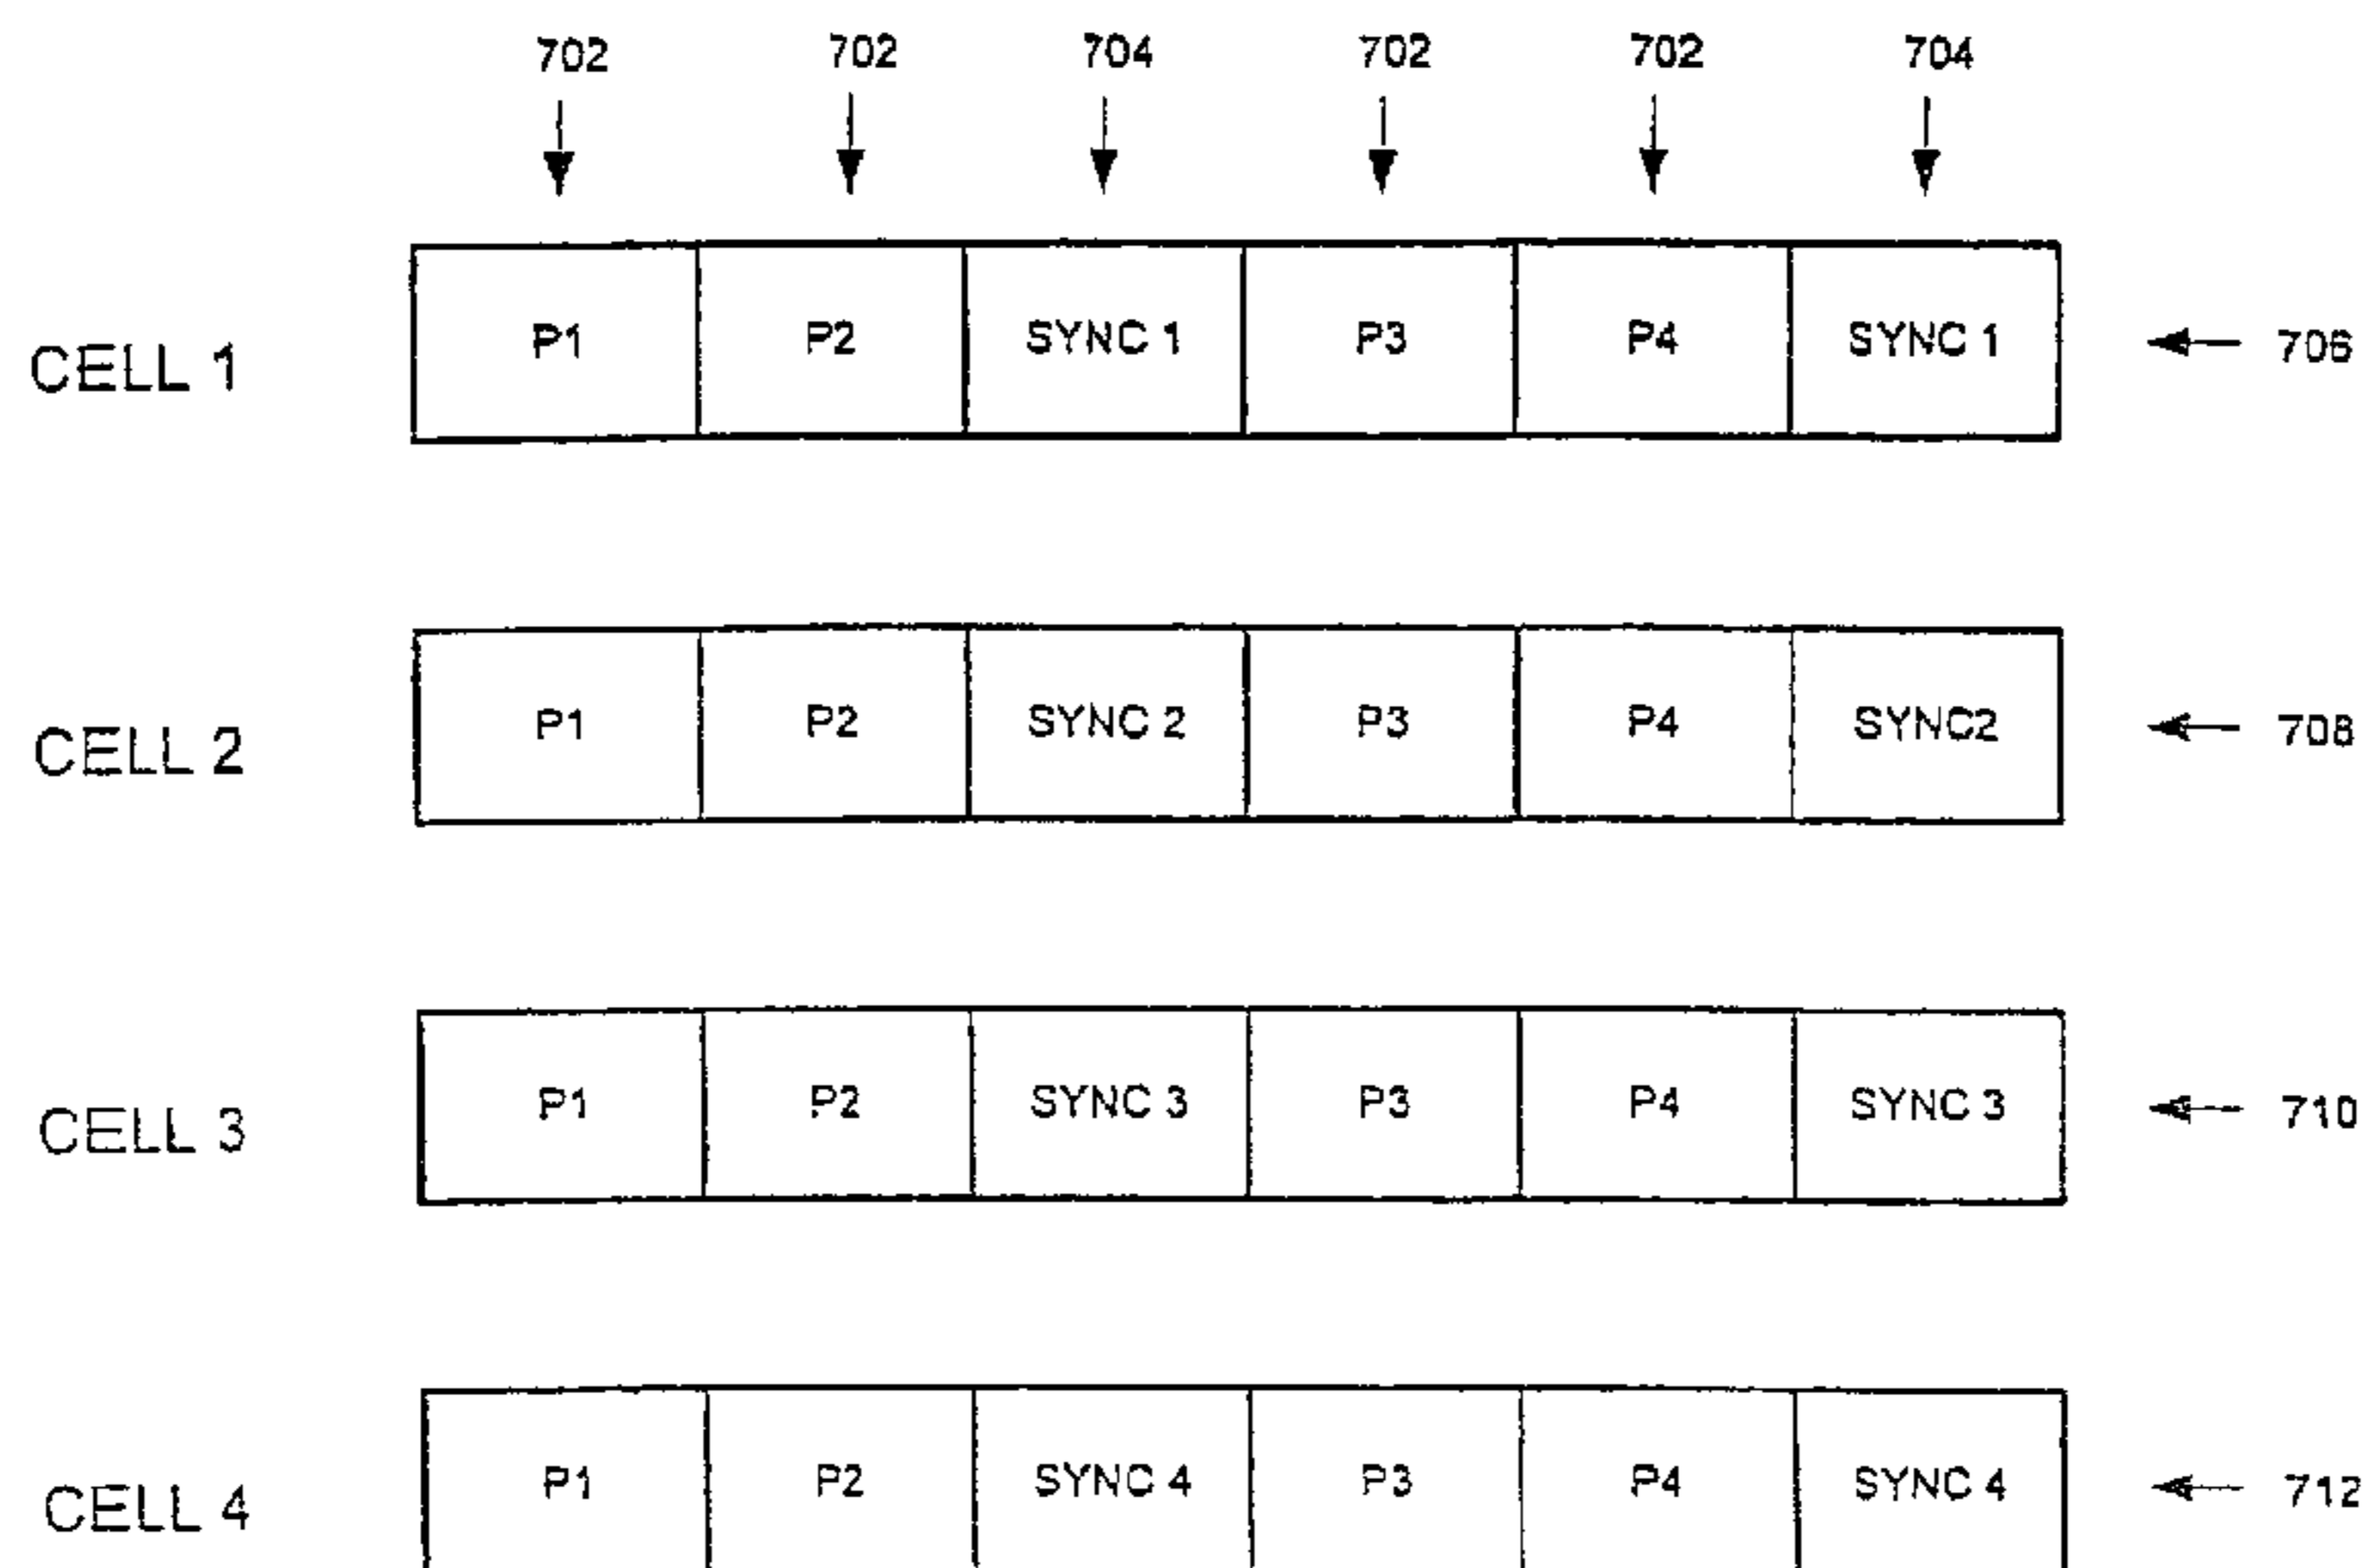 702 702 704 702 702 704
CELL 1 P1 P2 SYNC 1 P3 P4 SYNC 1 706
CELL 2 P1 P2 SYNC 2 P3 P4 SYNC2 708
CELL 3 P1 P2 SYNC 3 P3 P4 SYNC 3 710
CELL 4 P1 P2 SYNC 4 P3 P4 SYNC 4 712